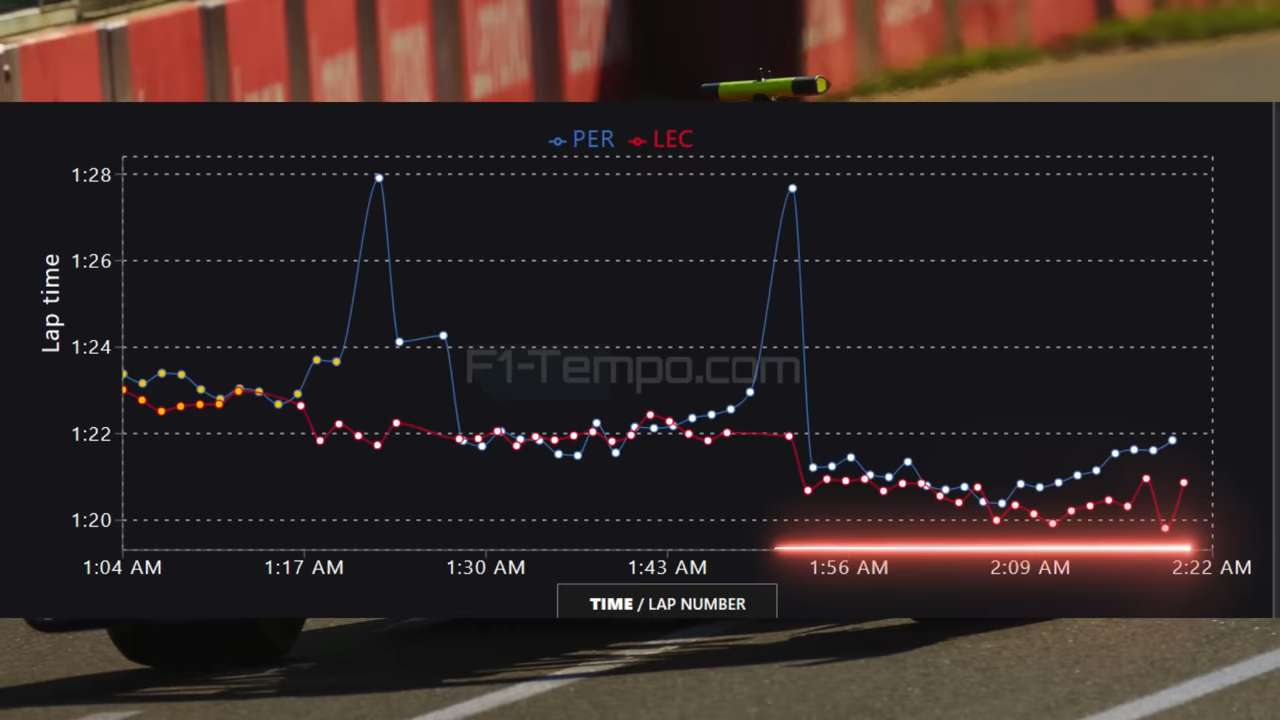 PER LEC
1:28
1:26
1:24
1:22
1:20
Lap time
F1-Tempo.com
1:04 AM 1:17 AM 1:30 AM 1:43 AM 1:56 AM 2:09 AM 2:22 AM
TIME / LAP NUMBER